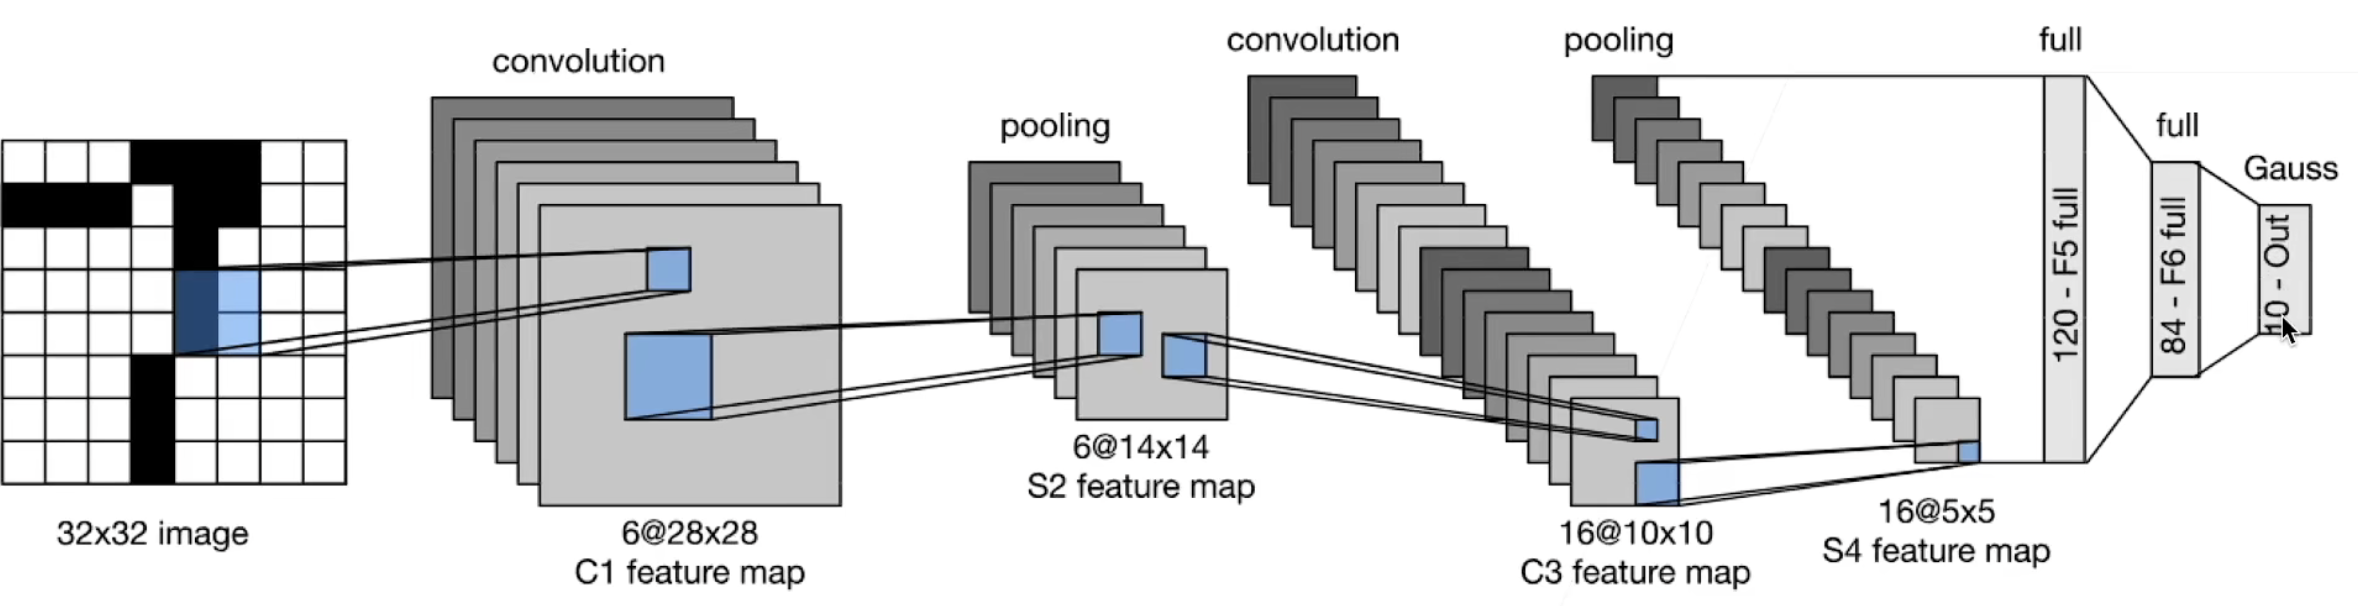 convolution
pooling
convolution
pooling
full
full
Gauss
32x32 image
6@28x28
C1 feature map
6@14x14
S2 feature map
16@10x10
C3 feature map
16@5x5
S4 feature map
120 - F5 full
84 - F6 full
10 - Out